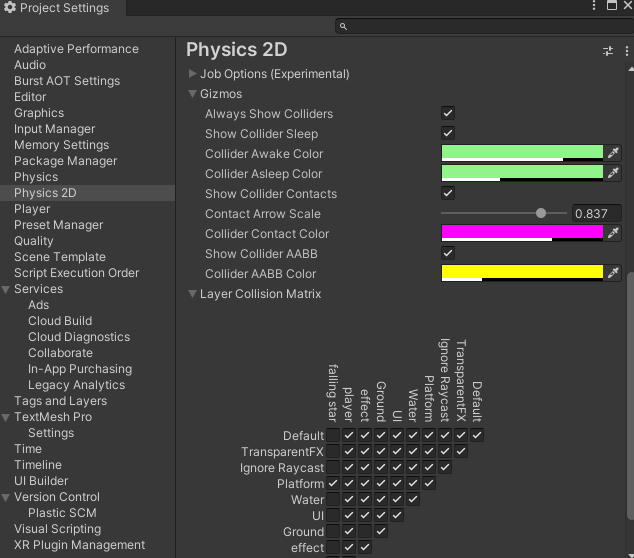 Project Settings
Adaptive Performance
Audio
Burst AOT Settings
Editor
Graphics
Input Manager
Memory Settings
Package Manager
Physics
Physics 2D
Player
Preset Manager
Quality
Scene Template
Script Execution Order
Services
Ads
Cloud Build
Cloud Diagnostics
Collaborate
In-App Purchasing
Legacy Analytics
Tags and Layers
TextMesh Pro
Settings
Time
Timeline
UI Builder
Version Control
Plastic SCM
Visual Scripting
XR Plugin Management
Physics 2D
Job Options (Experimental)
Gizmos
Always Show Colliders
Show Collider Sleep
Collider Awake Color
Collider Asleep Color
Show Collider Contacts
Contact Arrow Scale 0.837
Collider Contact Color
Show Collider AABB
Collider AABB Color
Layer Collision Matrix
falling star
player
effect
Ground
UI
Water
Platform
Ignore Raycast
TransparentFX
Default
Default
TransparentFX
Ignore Raycast
Platform
Water
UI
Ground
effect